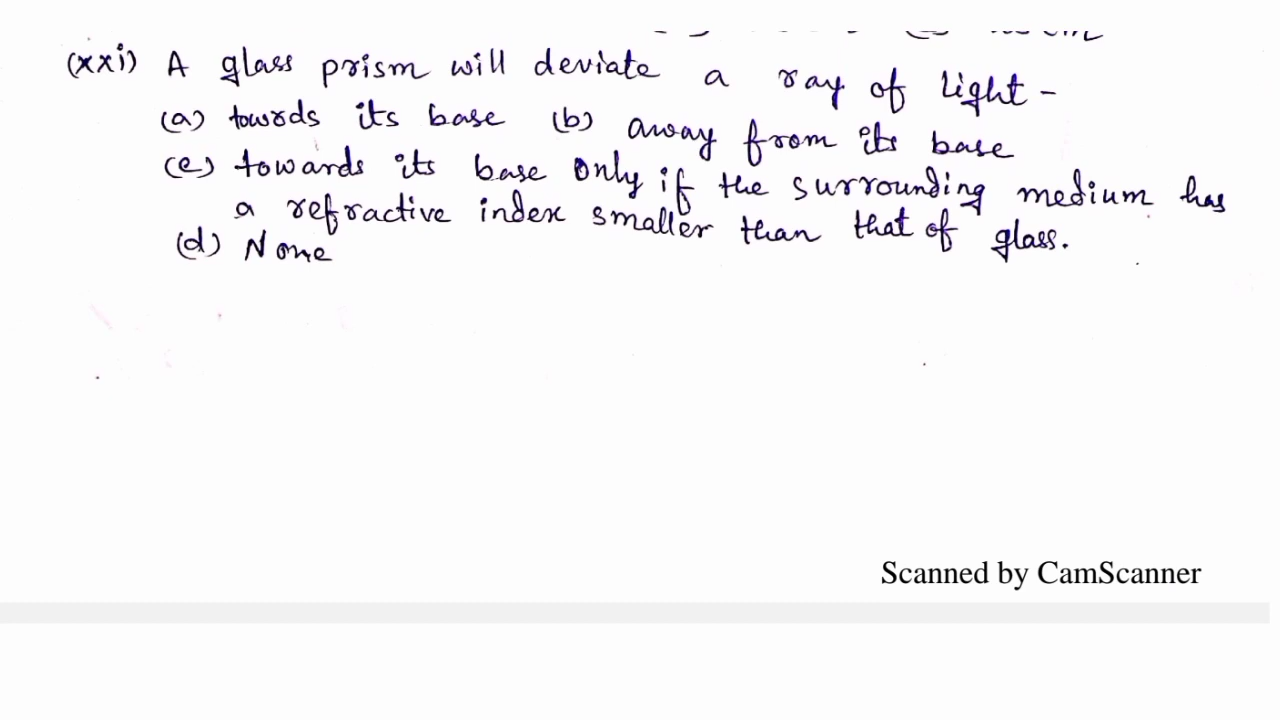 (xxi) A glass prism will deviate a ray of light -
(a) towards its base (b) away from its base
(c) towards its base only if the surrounding medium has
a refractive index smaller than that of glass.
(d) None
Scanned by CamScanner